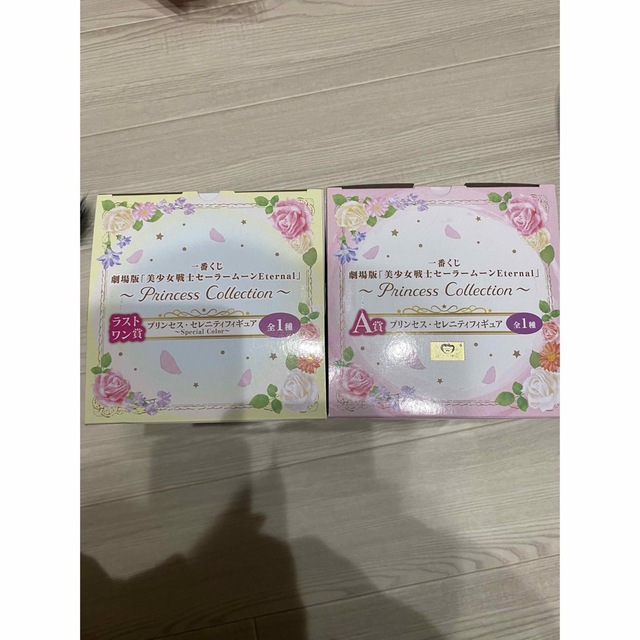 一番くじ
劇場版「美少女戦士セーラームーンEternal」
～Princess Collection～
ラスト
ワン賞
プリンセス・セレニティフィギュア
～Special Color～
全1種
一番くじ
劇場版「美少女戦士セーラームーンEternal」
～Princess Collection～
A賞
プリンセス・セレニティフィギュア
全1種